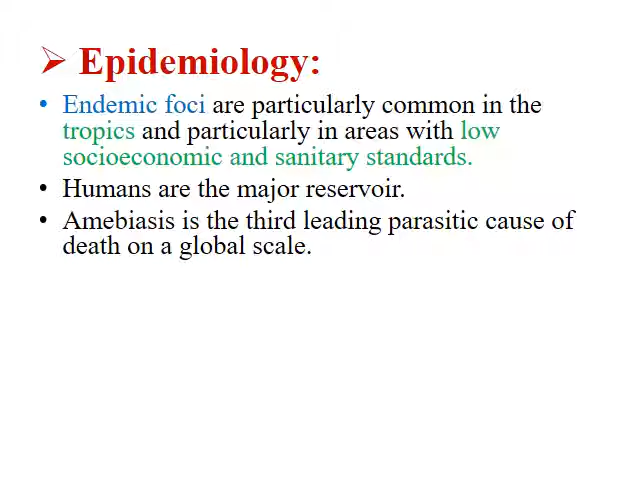 ➢ Epidemiology:
• Endemic foci are particularly common in the
tropics and particularly in areas with low
socioeconomic and sanitary standards.
• Humans are the major reservoir.
• Amebiasis is the third leading parasitic cause of
death on a global scale.